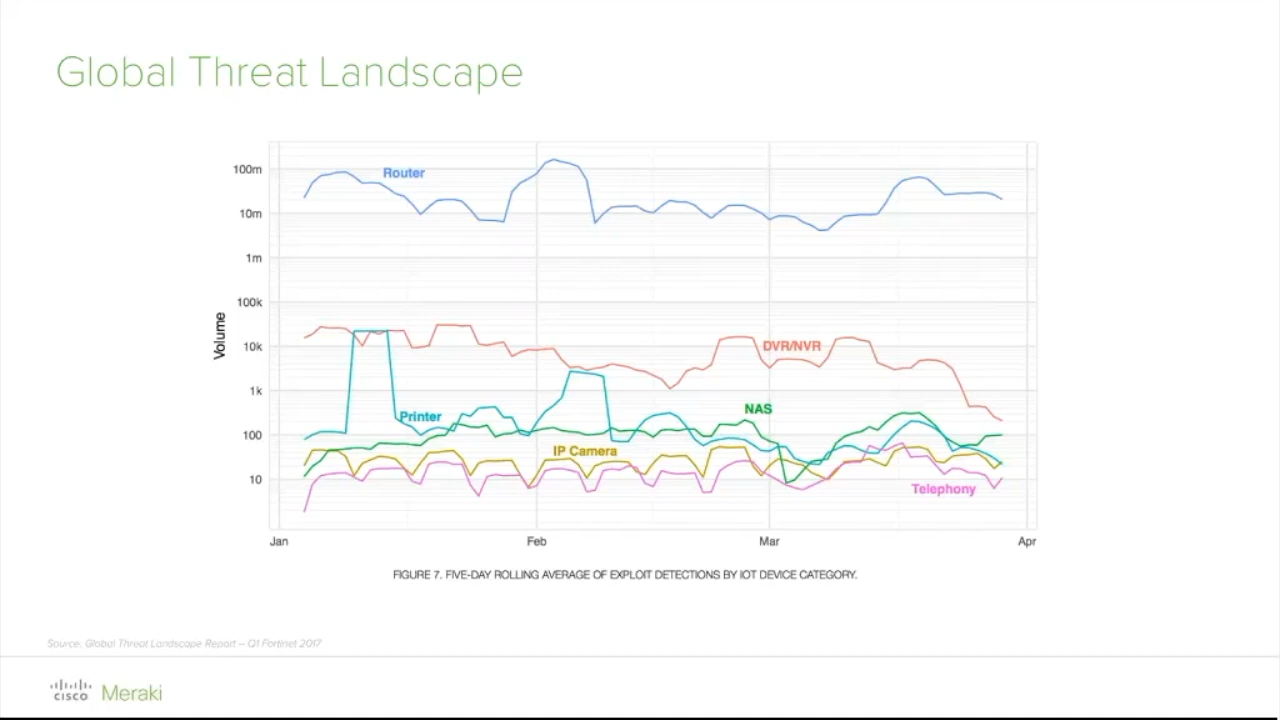 Global Threat Landscape
100m
10m
1m
100k
10k
1k
100
10
Volume
Router
DVR/NVR
Printer
NAS
IP Camera
Telephony
Jan Feb Mar Apr
FIGURE 7. FIVE-DAY ROLLING AVERAGE OF EXPLOIT DETECTIONS BY IOT DEVICE CATEGORY.
Source: Global Threat Landscape Report – Q1 Fortinet 2017
CISCO Meraki